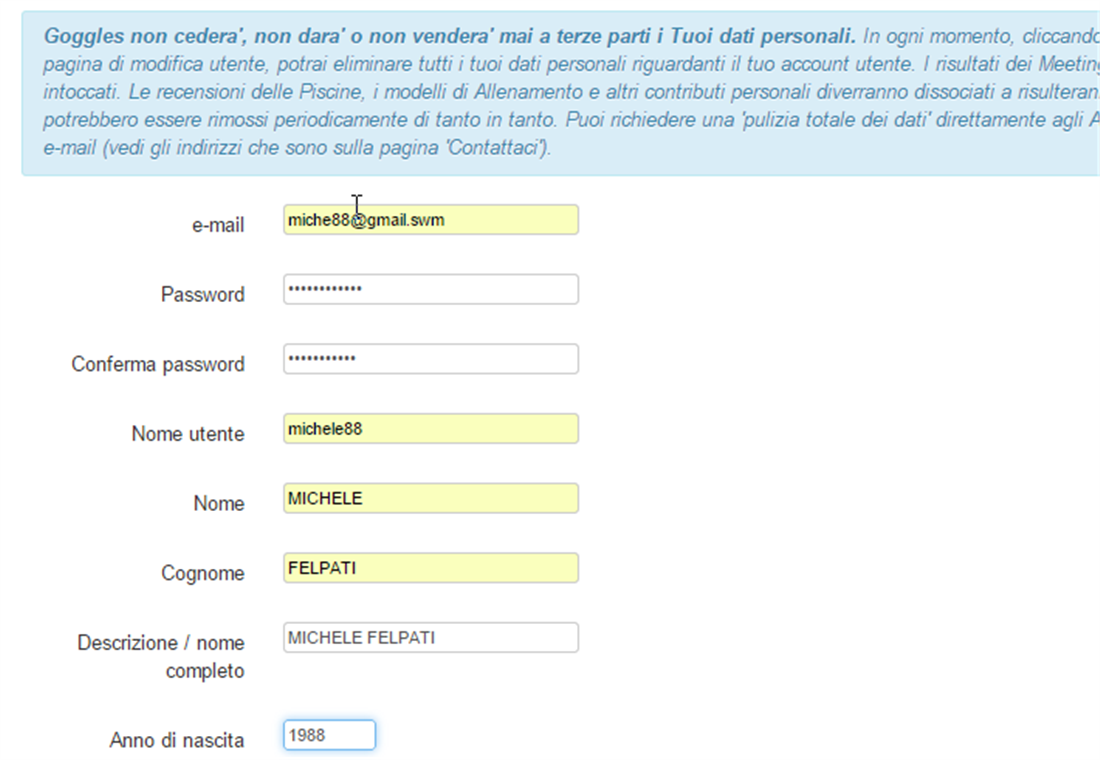 Goggles non cedera', non dara' o non vendera' mai a terze parti i Tuoi dati personali. In ogni momento, cliccando
pagina di modifica utente, potrai eliminare tutti i tuoi dati personali riguardanti il tuo account utente. I risultati dei Meeting
intoccati. Le recensioni delle Piscine, i modelli di Allenamento e altri contributi personali diverranno dissociati a risulteran
potrebbero essere rimossi periodicamente di tanto in tanto. Puoi richiedere una 'pulizia totale dei dati' direttamente agli A
e-mail (vedi gli indirizzi che sono sulla pagina 'Contattaci').
e-mail miche88@gmail.swm
Password ••••••••••••
Conferma password •••••••••••
Nome utente michele88
Nome MICHELE
Cognome FELPATI
Descrizione / nome MICHELE FELPATI
completo
Anno di nascita 1988